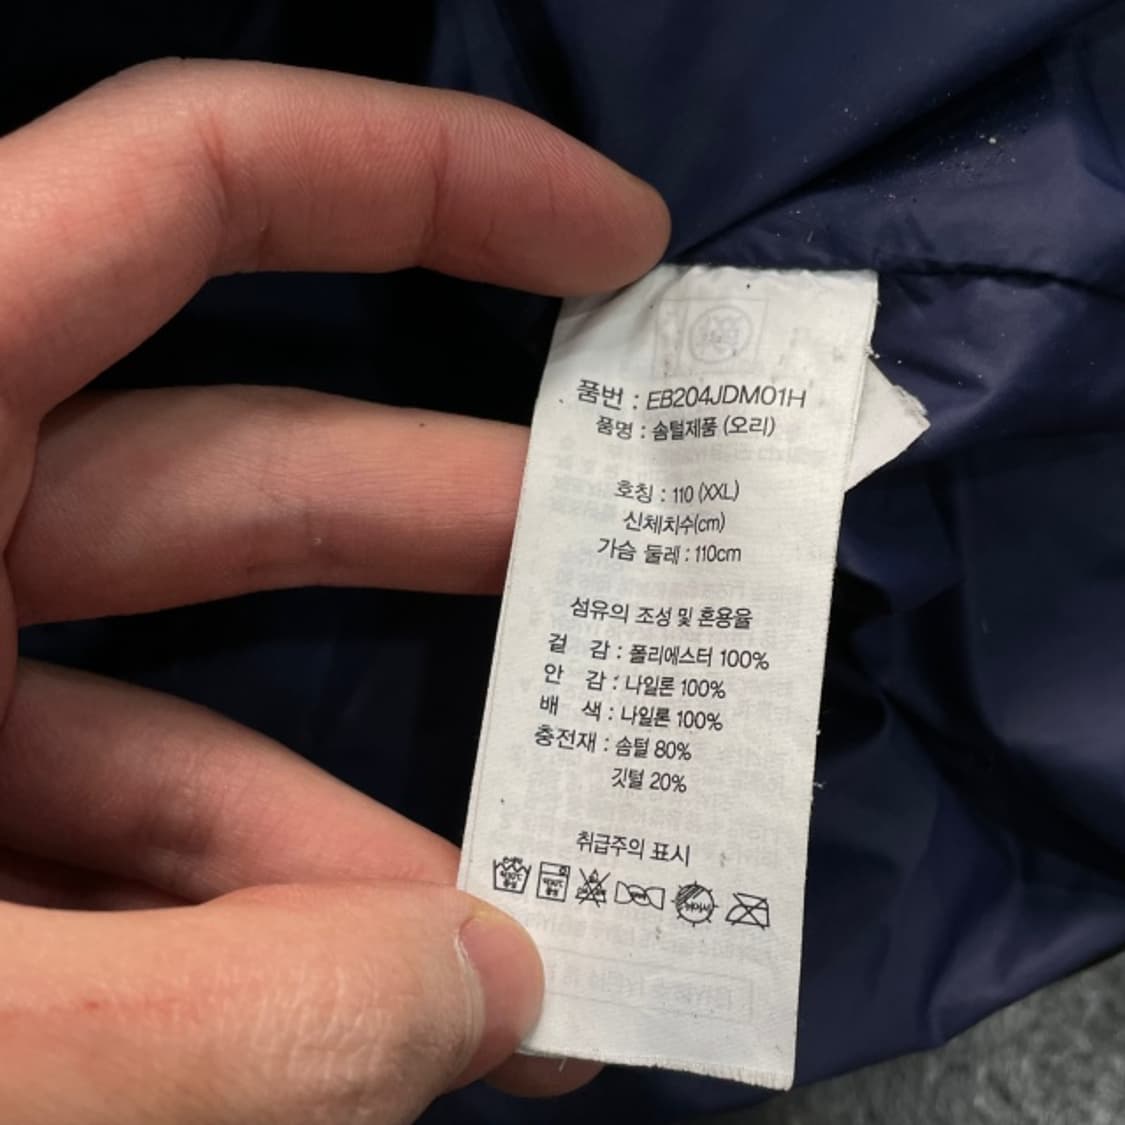 품번 : EB204JDM01H
품명 : 솜털제품 (오리)
호칭 : 110 (XXL)
신체치수(cm)
가슴 둘레 : 110cm
섬유의 조성 및 혼용율
겉 감 : 폴리에스터 100%
안 감 : 나일론 100%
배 색 : 나일론 100%
충전재 : 솜털 80%
깃털 20%
취급주의 표시